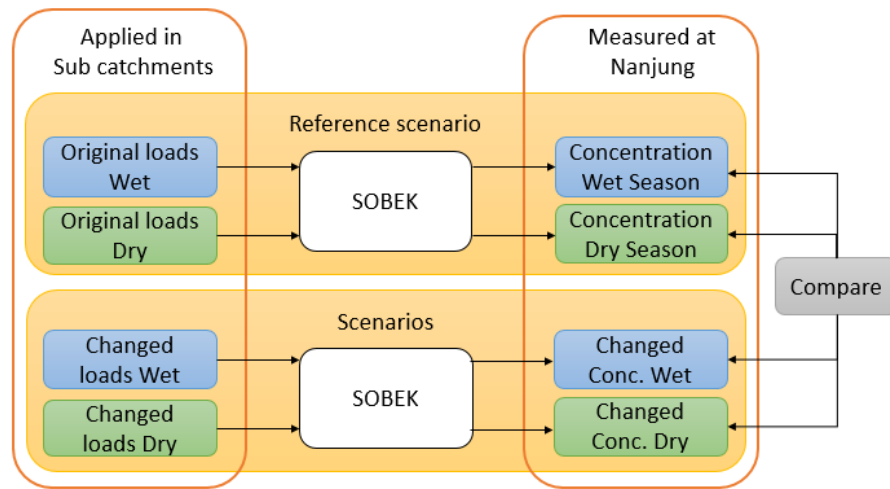 Applied in
Sub catchments
Measured at
Nanjung
Reference scenario
Original loads
Wet
Original loads
Dry
SOBEK
Concentration
Wet Season
Concentration
Dry Season
Compare
Scenarios
Changed
loads Wet
Changed
loads Dry
SOBEK
Changed
Conc. Wet
Changed
Conc. Dry